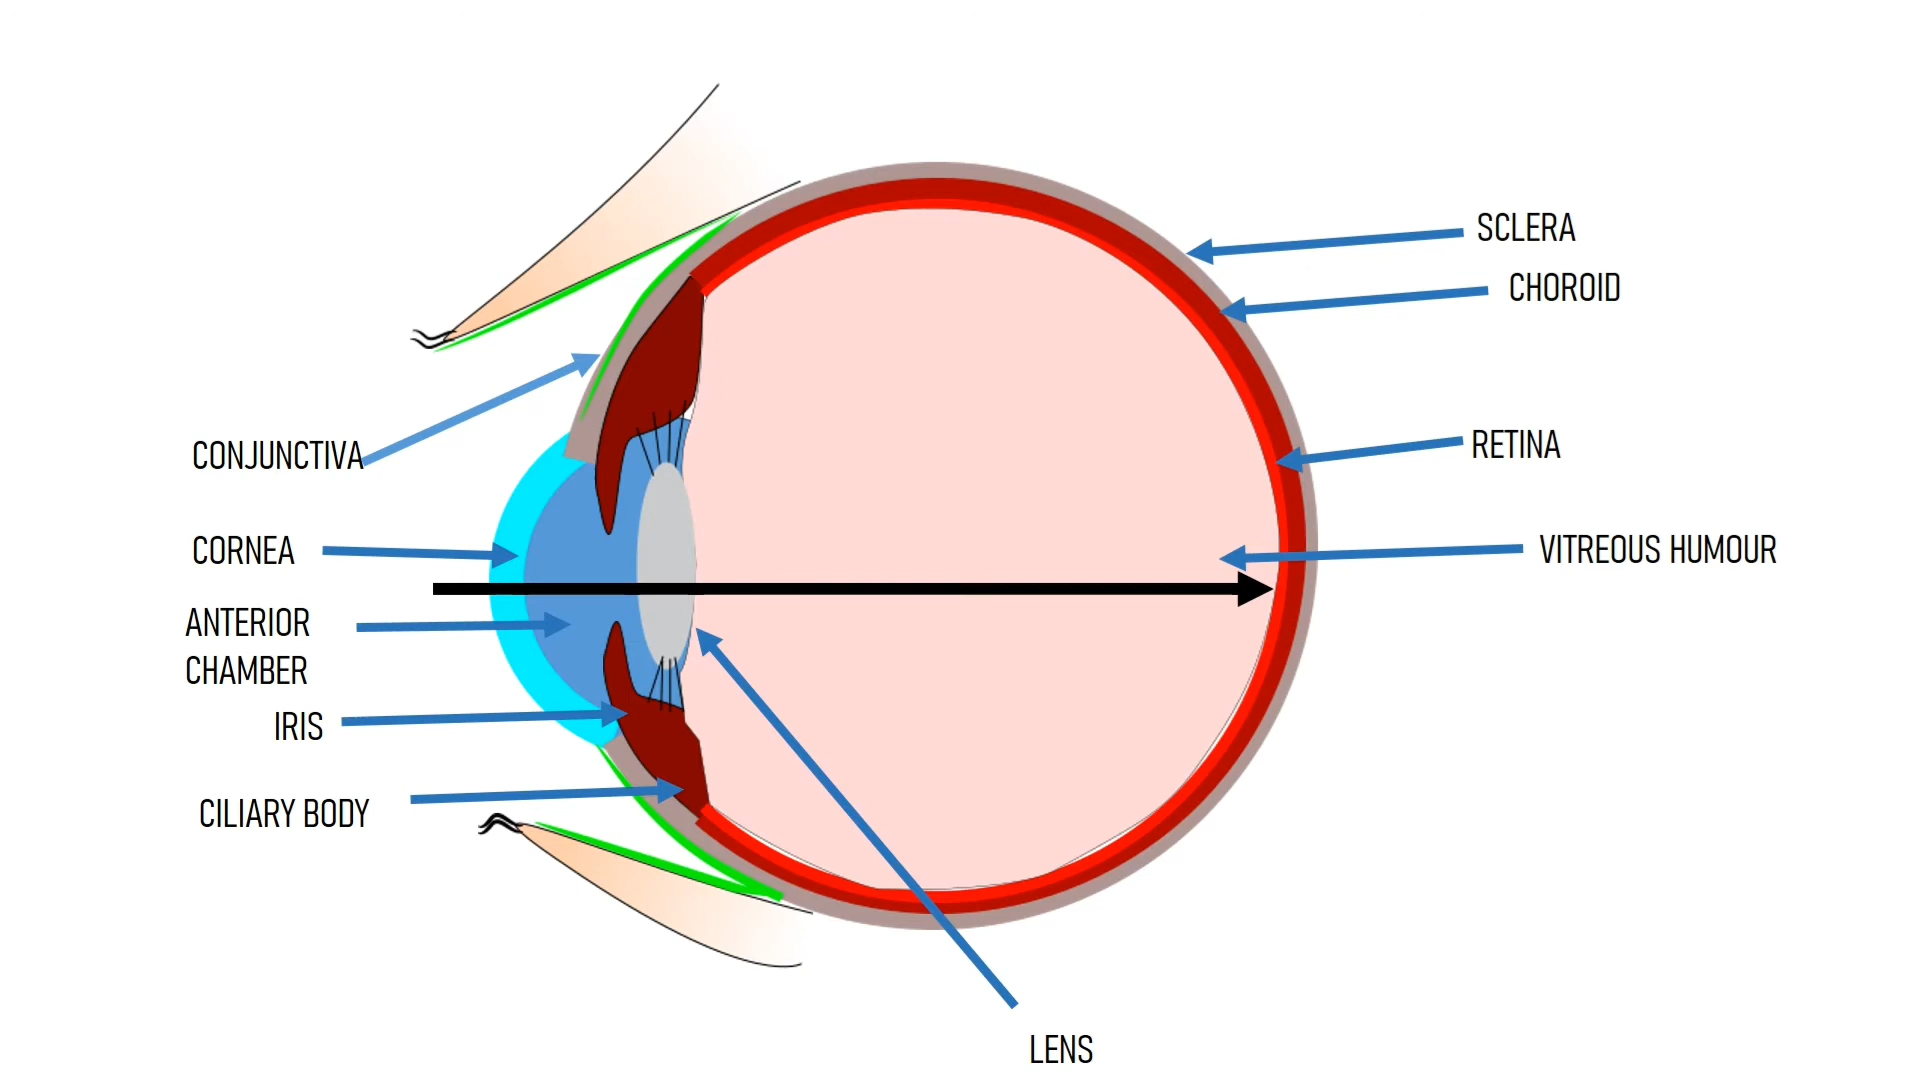 SCLERA
CHOROID
RETINA
CONJUNCTIVA
CORNEA
VITREOUS HUMOUR
ANTERIOR
CHAMBER
IRIS
CILIARY BODY
LENS